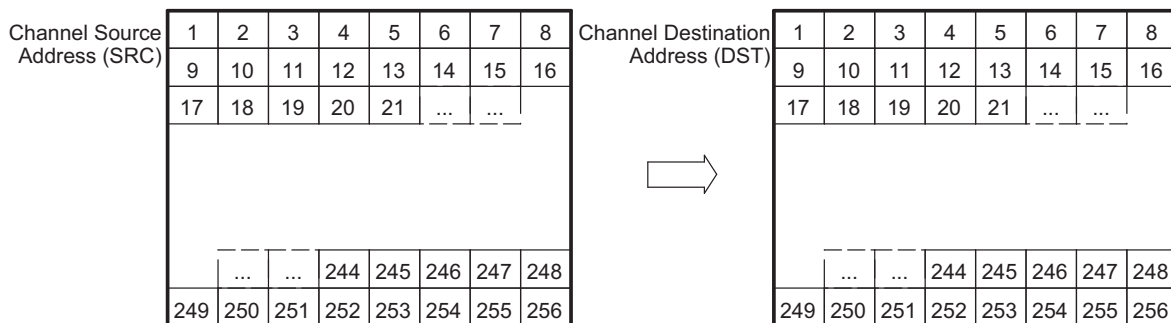 Channel Source Address (SRC)
1 2 3 4 5 6 7 8
9 10 11 12 13 14 15 16
17 18 19 20 21 ... ...
... ... 244 245 246 247 248
249 250 251 252 253 254 255 256
Channel Destination Address (DST)
1 2 3 4 5 6 7 8
9 10 11 12 13 14 15 16
17 18 19 20 21 ... ...
... ... 244 245 246 247 248
249 250 251 252 253 254 255 256